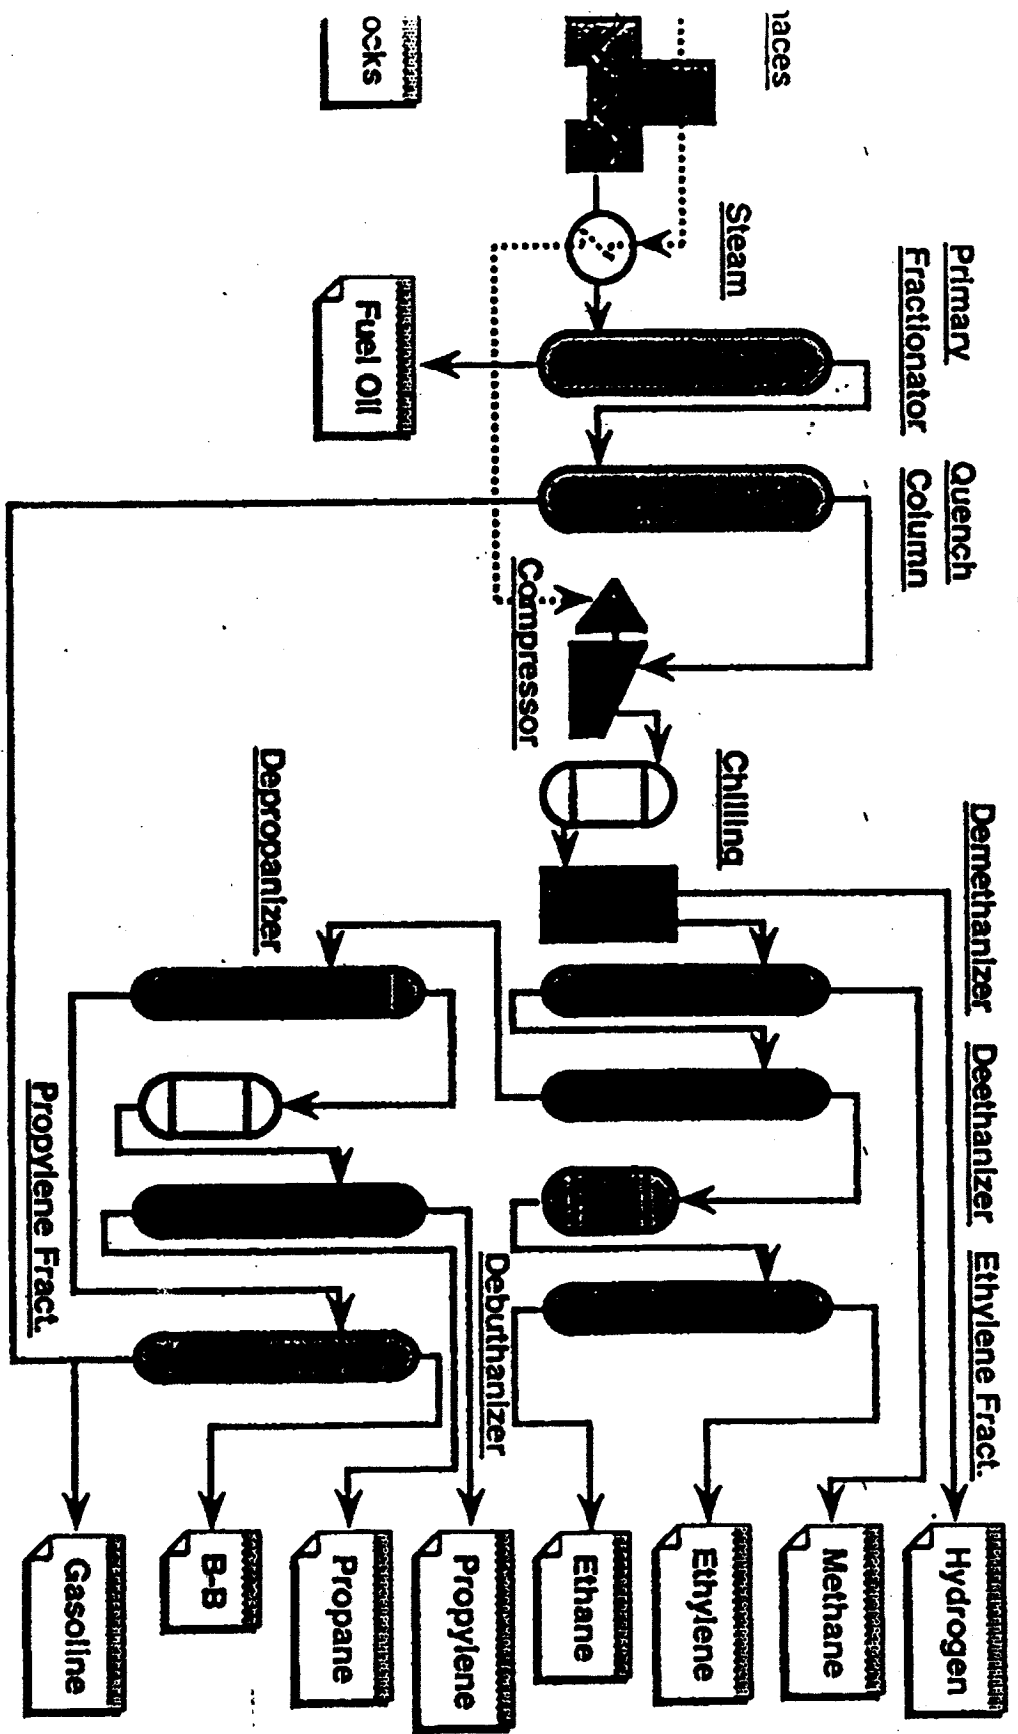 Demethanizer
Deethanizer
Ethylene Fract.
Hydrogen
Primary
Fractionator
Quench
Column
Methane
naces
Steam
Chilling
Ethylene
Compressor
Ethane
Debuthanizer
Propylene
ocks
Fuel Oil
Propane
Depropanizer
B-B
Propylene Fract.
Gasoline